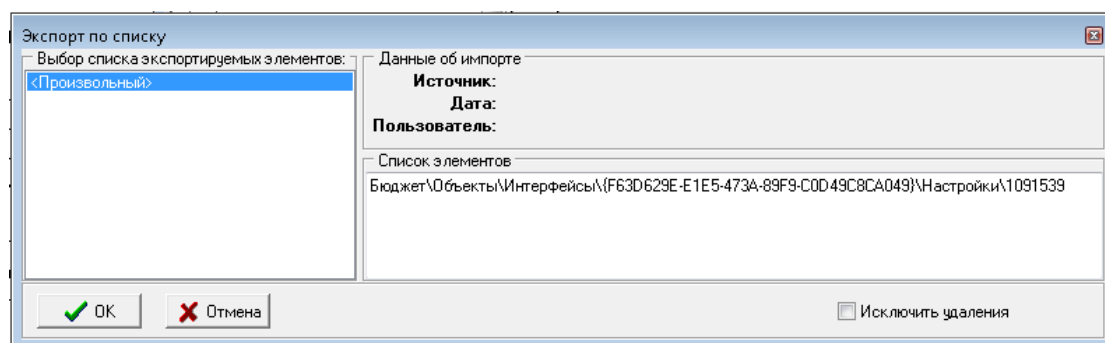 Экспорт по списку
Выбор списка экспортируемых элементов:
<Произвольный>
Данные об импорте
Источник:
Дата:
Пользователь:
Список элементов
Бюджет\Объекты\Интерфейсы\{F63D629E-E1E5-473A-89F9-C0D49C8CA049}\Настройки\1091539
OK
Отмена
Исключить удаления